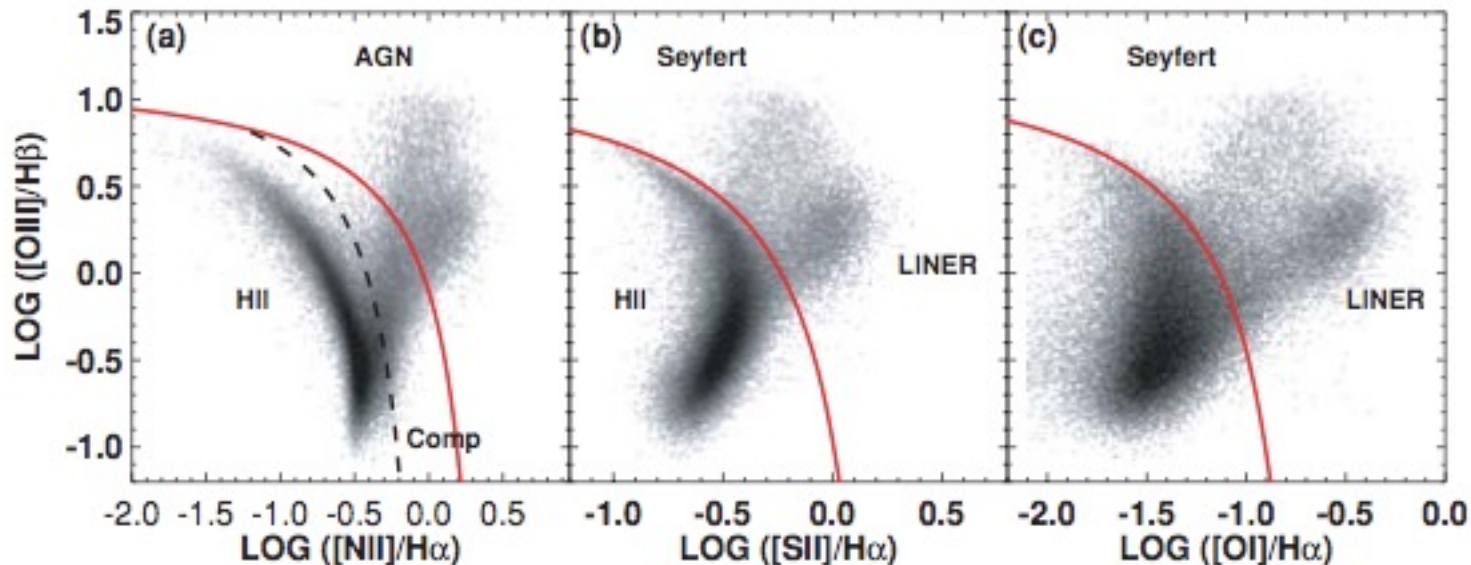 (a)
AGN
HII
Comp
(b)
Seyfert
HII
LINER
(c)
Seyfert
LINER
LOG ([OIII]/Hβ)
1.5
1.0
0.5
0.0
-0.5
-1.0
-2.0 -1.5 -1.0 -0.5 0.0 0.5
LOG ([NII]/Hα)
-1.0 -0.5 0.0 0.5
LOG ([SII]/Hα)
-2.0 -1.5 -1.0 -0.5 0.0
LOG ([OI]/Hα)